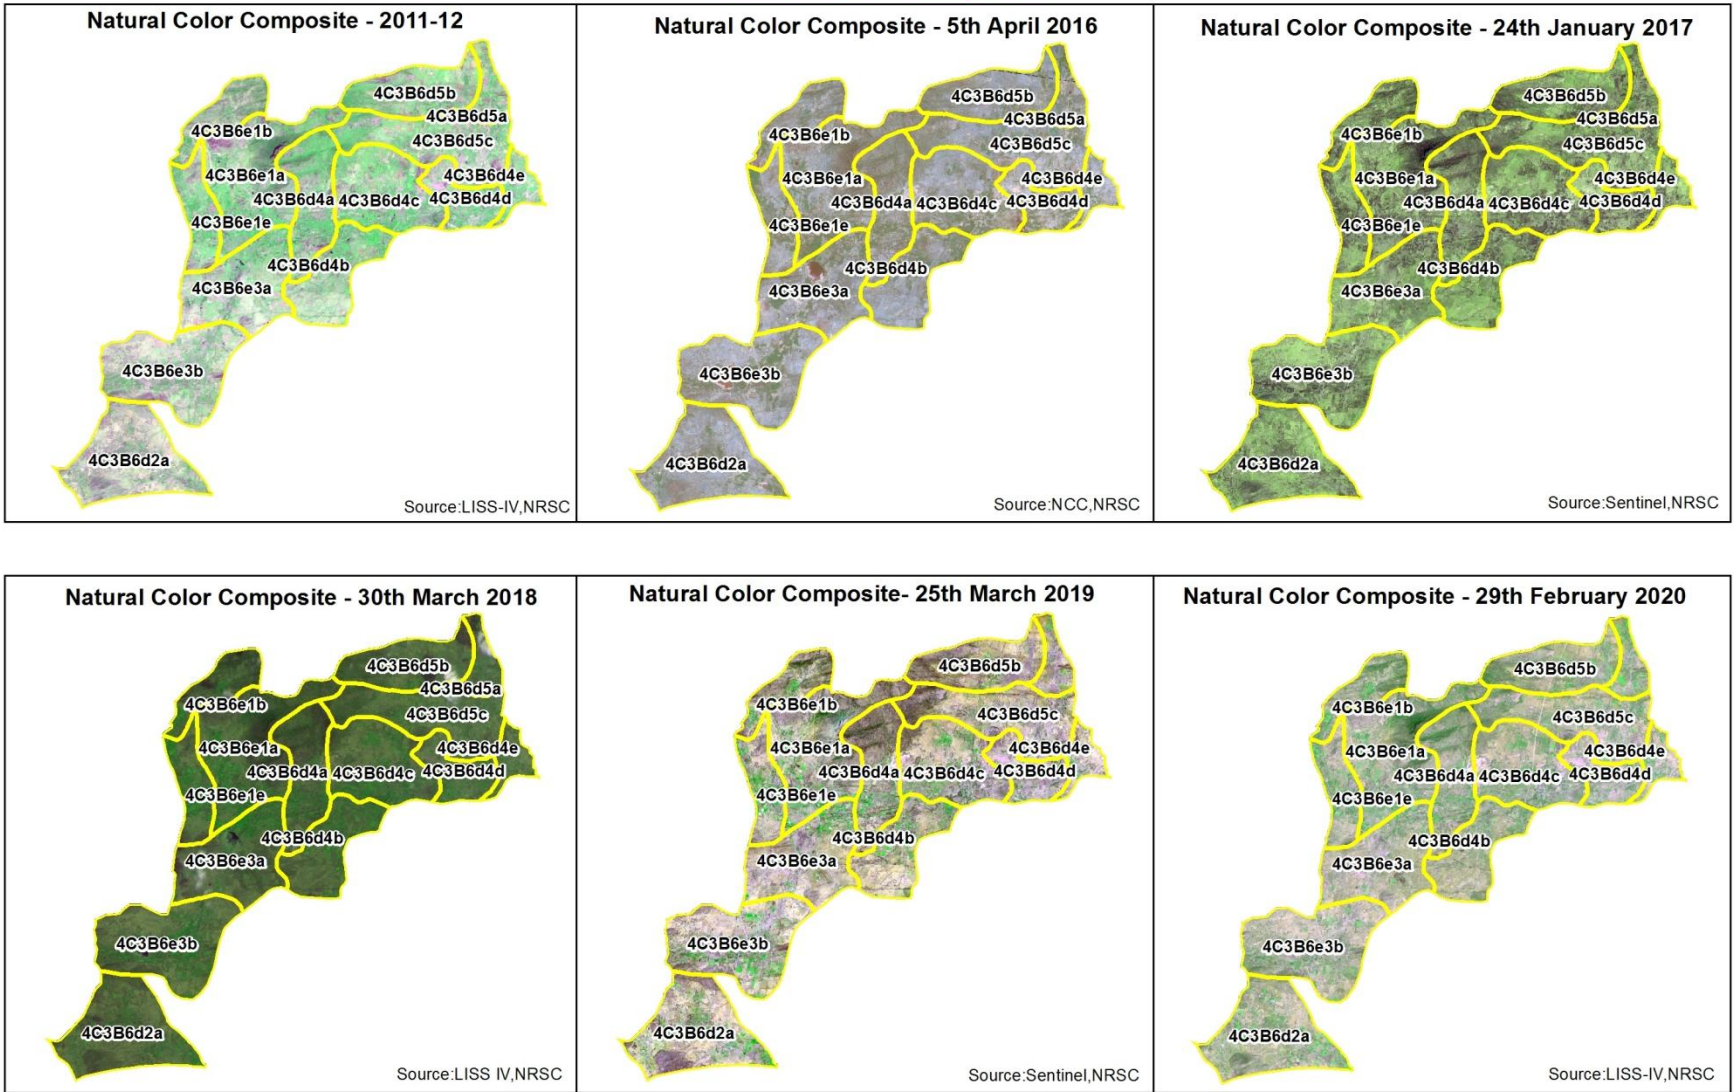 Natural Color Composite - 2011-12
4C3B6d5b
4C3B6d5a
4C3B6e1b
4C3B6d5c
4C3B6e1a
4C3B6d4e
4C3B6d4a
4C3B6d4c
4C3B6d4d
4C3B6e1e
4C3B6d4b
4C3B6e3a
4C3B6e3b
4C3B6d2a
Source:LISS-IV,NRSC
Natural Color Composite - 5th April 2016
4C3B6d5b
4C3B6d5a
4C3B6e1b
4C3B6d5c
4C3B6e1a
4C3B6d4e
4C3B6d4a
4C3B6d4c
4C3B6d4d
4C3B6e1e
4C3B6d4b
4C3B6e3a
4C3B6e3b
4C3B6d2a
Source:NCC,NRSC
Natural Color Composite - 24th January 2017
4C3B6d5b
4C3B6d5a
4C3B6e1b
4C3B6d5c
4C3B6e1a
4C3B6d4e
4C3B6d4a
4C3B6d4c
4C3B6d4d
4C3B6e1e
4C3B6d4b
4C3B6e3a
4C3B6e3b
4C3B6d2a
Source:Sentinel,NRSC
Natural Color Composite - 30th March 2018
4C3B6d5b
4C3B6d5a
4C3B6e1b
4C3B6d5c
4C3B6e1a
4C3B6d4e
4C3B6d4a
4C3B6d4c
4C3B6d4d
4C3B6e1e
4C3B6d4b
4C3B6e3a
4C3B6e3b
4C3B6d2a
Source:LISS IV,NRSC
Natural Color Composite- 25th March 2019
4C3B6d5b
4C3B6e1b
4C3B6d5c
4C3B6e1a
4C3B6d4e
4C3B6d4a
4C3B6d4c
4C3B6d4d
4C3B6e1e
4C3B6d4b
4C3B6e3a
4C3B6e3b
4C3B6d2a
Source:Sentinel,NRSC
Natural Color Composite - 29th February 2020
4C3B6d5b
4C3B6e1b
4C3B6d5c
4C3B6e1a
4C3B6d4e
4C3B6d4a
4C3B6d4c
4C3B6d4d
4C3B6e1e
4C3B6d4b
4C3B6e3a
4C3B6e3b
4C3B6d2a
Source:LISS-IV,NRSC